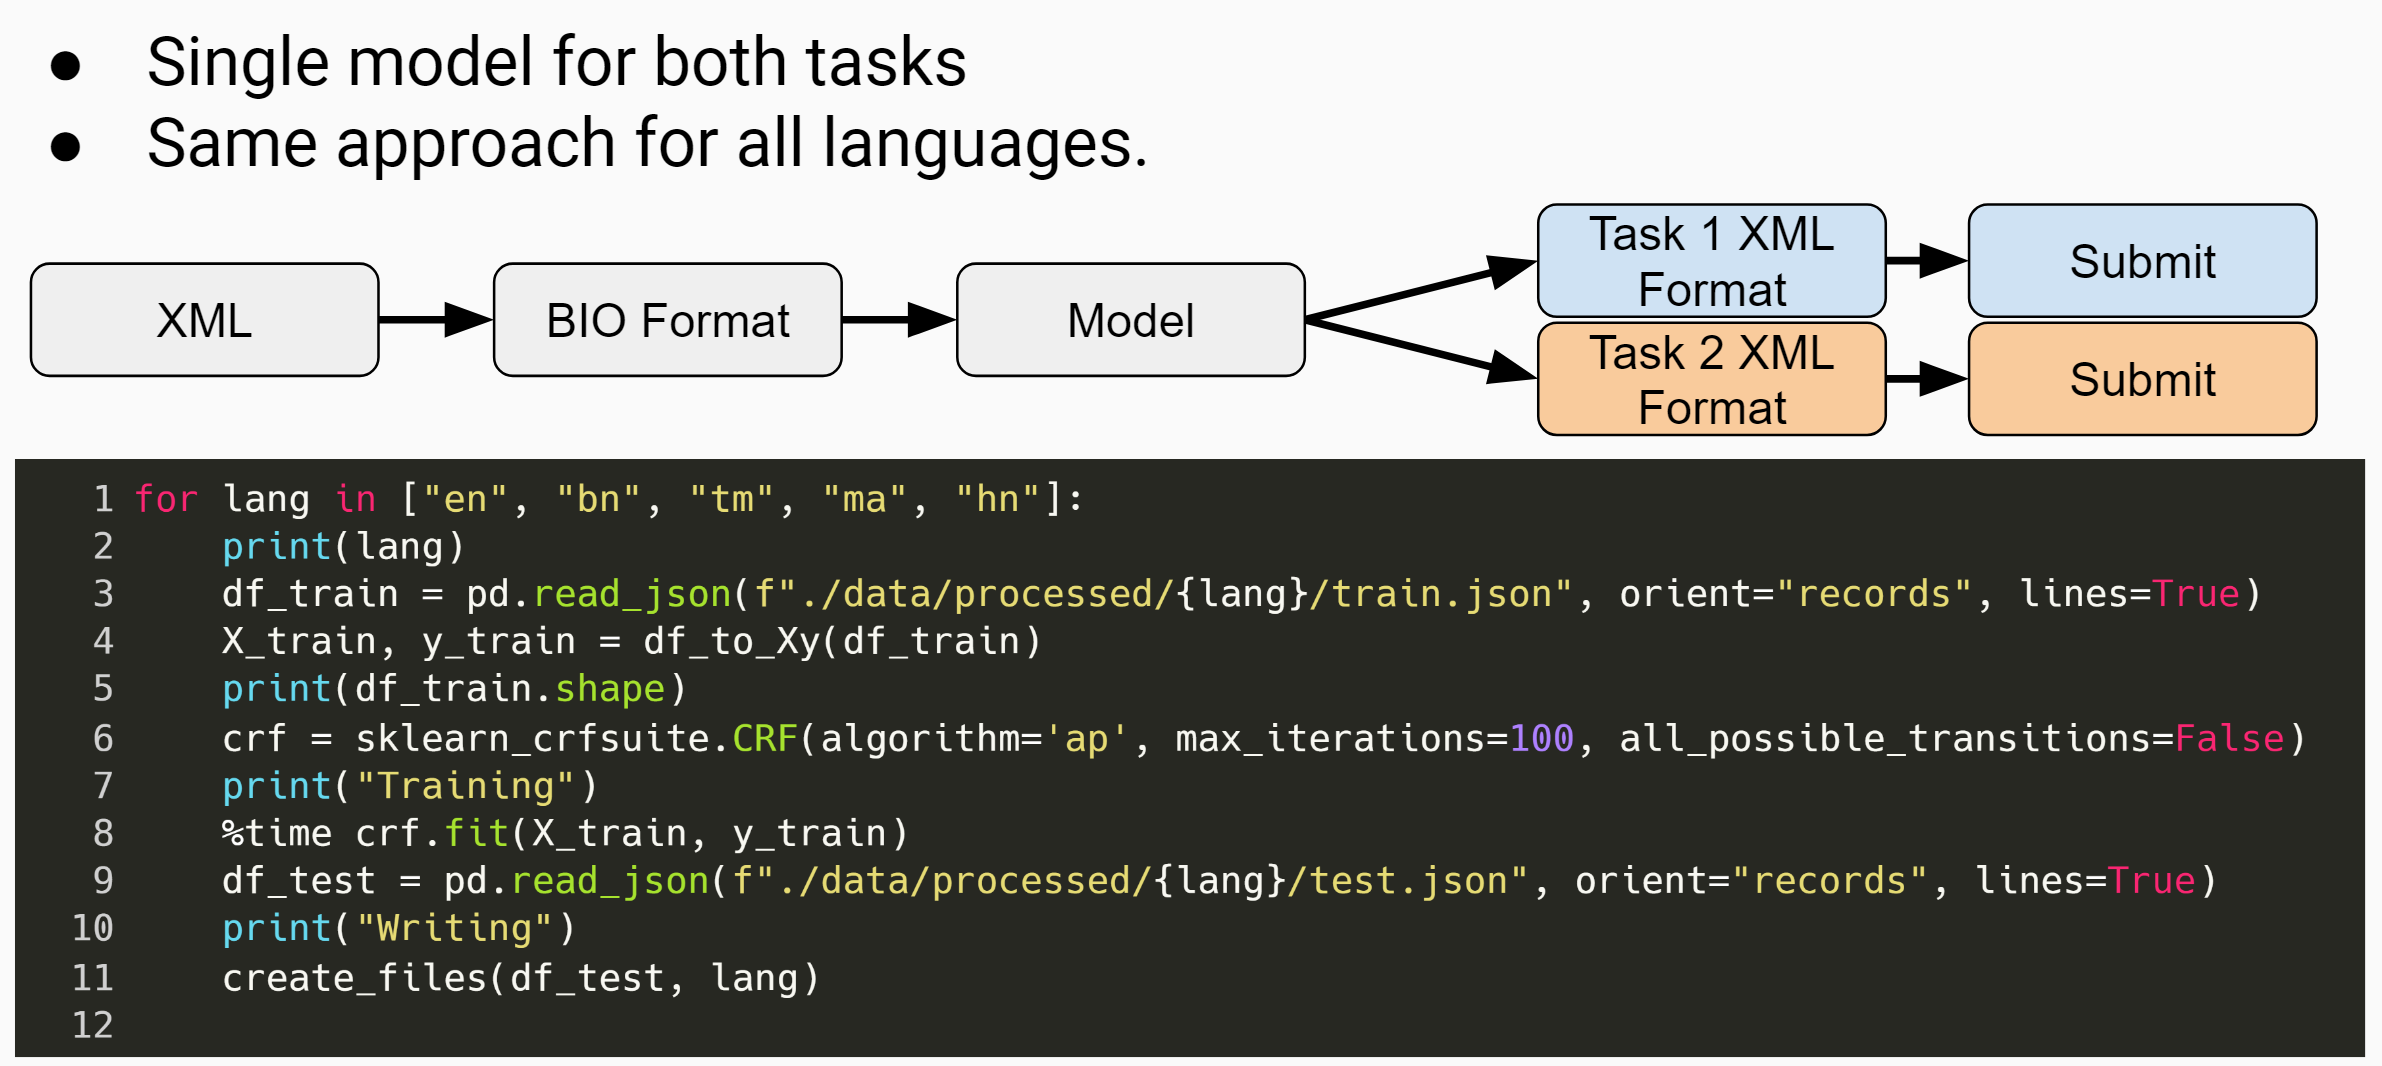 ● Single model for both tasks
● Same approach for all languages.
XML
BIO Format
Model
Task 1 XML
Format
Submit
Task 2 XML
Format
Submit
1 for lang in ["en", "bn", "tm", "ma", "hn"]:
2     print(lang)
3     df_train = pd.read_json(f"./data/processed/{lang}/train.json", orient="records", lines=True)
4     X_train, y_train = df_to_Xy(df_train)
5     print(df_train.shape)
6     crf = sklearn_crfsuite.CRF(algorithm='ap', max_iterations=100, all_possible_transitions=False)
7     print("Training")
8     %time crf.fit(X_train, y_train)
9     df_test = pd.read_json(f"./data/processed/{lang}/test.json", orient="records", lines=True)
10     print("Writing")
11     create_files(df_test, lang)
12